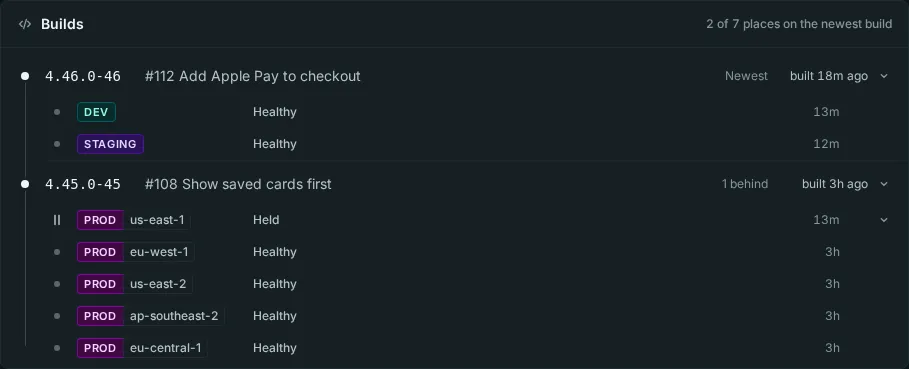 Builds 2 of 7 places on the newest build
4.46.0-46 #112 Add Apple Pay to checkout Newest built 18m ago
DEV Healthy 13m
STAGING Healthy 12m
4.45.0-45 #108 Show saved cards first 1 behind built 3h ago
PROD us-east-1 Held 13m
PROD eu-west-1 Healthy 3h
PROD us-east-2 Healthy 3h
PROD ap-southeast-2 Healthy 3h
PROD eu-central-1 Healthy 3h